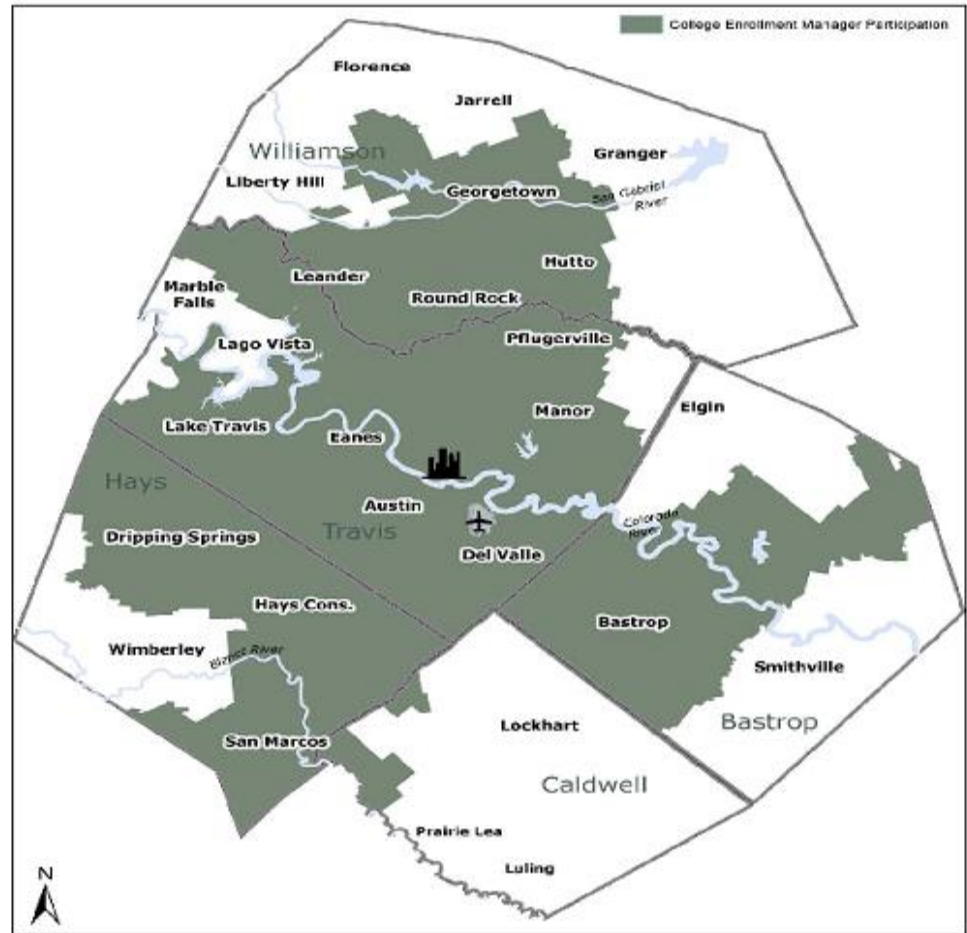 College Enrollment Manager Participation
Florence
Jarrell
Williamson
Granger
Liberty Hill
Georgetown
San Gabriel
River
Hutto
Leander
Marble
Falls
Round Rock
Lago Vista
Pflugerville
Elgin
Manor
Lake Travis
Eanes
Hays
Austin
Travis
Colorado
River
Dripping Springs
Del Valle
Hays Cons.
Bastrop
Wimberley
Blanco River
Smithville
Bastrop
San Marcos
Lockhart
Caldwell
Prairie Lea
Luling
N